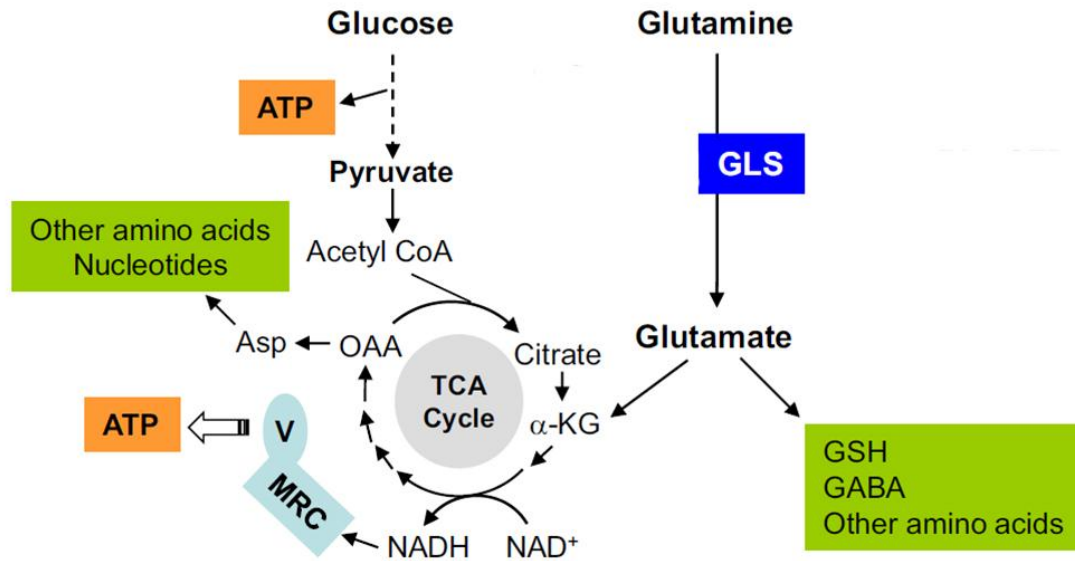 Glucose
Glutamine
ATP
GLS
Pyruvate
Other amino acids
Nucleotides
Acetyl CoA
Asp
OAA
Citrate
Glutamate
TCA
Cycle
α-KG
ATP
V
MRC
NADH
NAD⁺
GSH
GABA
Other amino acids